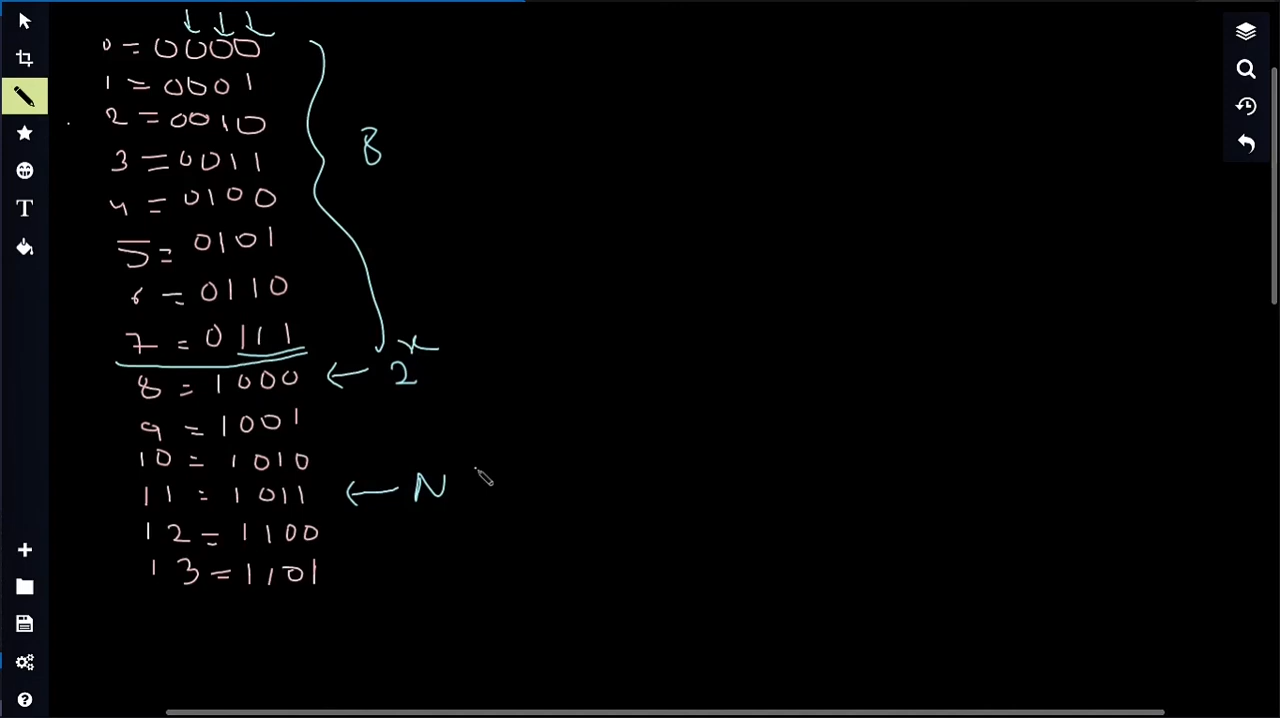 0 = 0000
1 = 0001
2 = 0010
3 = 0011
8
4 = 0100
5 = 0101
6 = 0110
7 = 0111
8 = 1000 ← 2^x
9 = 1001
10 = 1010
11 = 1011 ← N
12 = 1100
13 = 1101
T